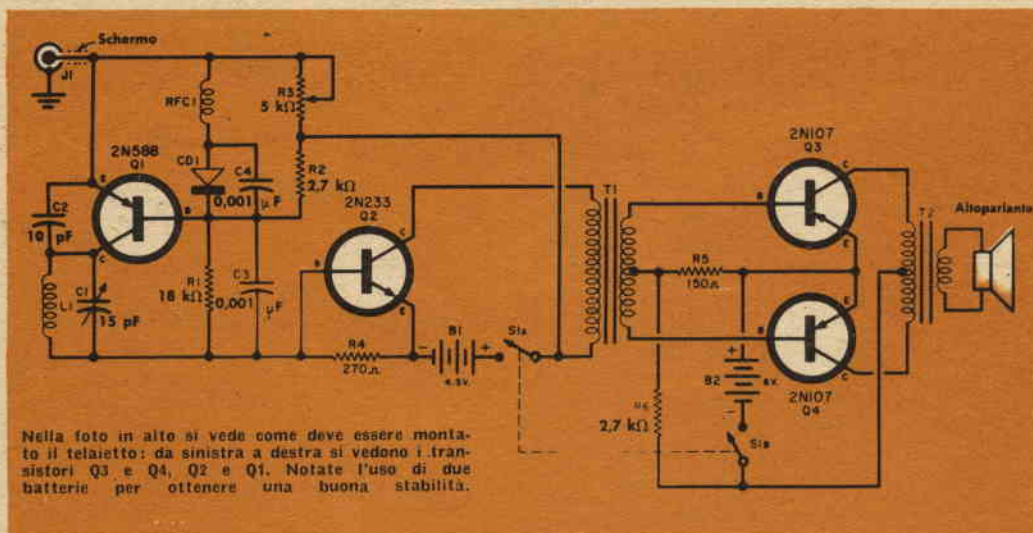 Schermo
J1
RFC1
R3
5 kΩ
2N588
Q1
CD1
C4
0,001 μF
R2
2,7 kΩ
E
B
C
C2
10 pF
L1
C1
15 pF
R1
18 kΩ
C3
0,001 μF
2N233
Q2
B
C
E
R4
270 Ω
B1
- +
4,5V.
S1a
T1
2N107
Q3
B
C
E
R5
150Ω
B
E
C
2N107
Q4
B2
+
6V.
-
S1b
R6
2,7 kΩ
T2
Altoparlante
Nella foto in alto si vede come deve essere monta-
to il telaietto: da sinistra a destra si vedono i tran-
sistori Q3 e Q4, Q2 e Q1. Notate l'uso di due
batterie per ottenere una buona stabilità.